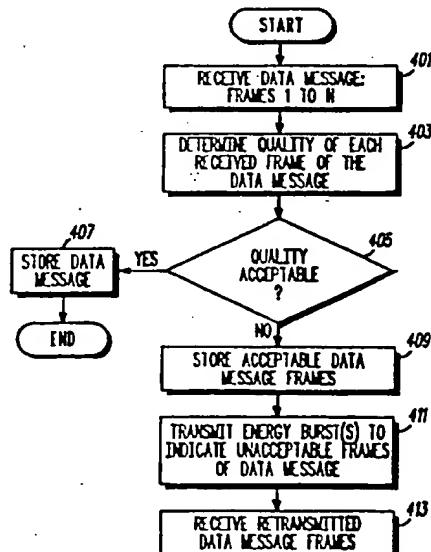 START
401
RECEIVE DATA MESSAGE:
FRAMES 1 TO N
403
DETERMINE QUALITY OF EACH
RECEIVED FRAME OF THE
DATA MESSAGE
405
QUALITY
ACCEPTABLE
?
YES
407
STORE DATA
MESSAGE
END
NO
409
STORE ACCEPTABLE DATA
MESSAGE FRAMES
411
TRANSMIT ENERGY BURST(S) TO
INDICATE UNACCEPTABLE FRAMES
OF DATA MESSAGE
413
RECEIVE RETRANSMITTED
DATA MESSAGE FRAMES